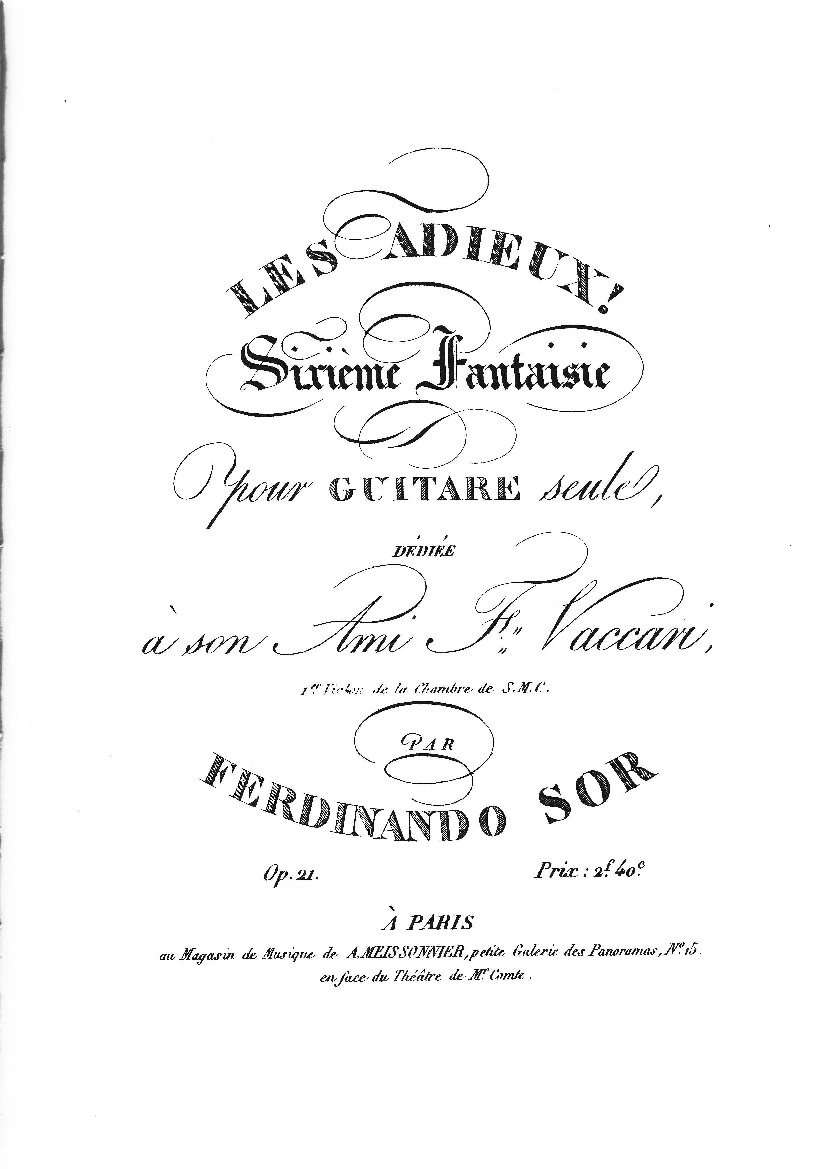 LES ADIEUX!
Sixième Fantaisie
pour GUITARE seule,
DÉDIÉE
à son Ami Fs. Vaccari,
1er Violon de la Chambre de S.M.C.
PAR
FERDINANDO SOR
Op. 21. Prix : 2f 40c
À PARIS
au Magasin de Musique de A. MEISSONNIER, petite Galerie des Panoramas, No. 15.
en face du Théâtre de Mr Comte.